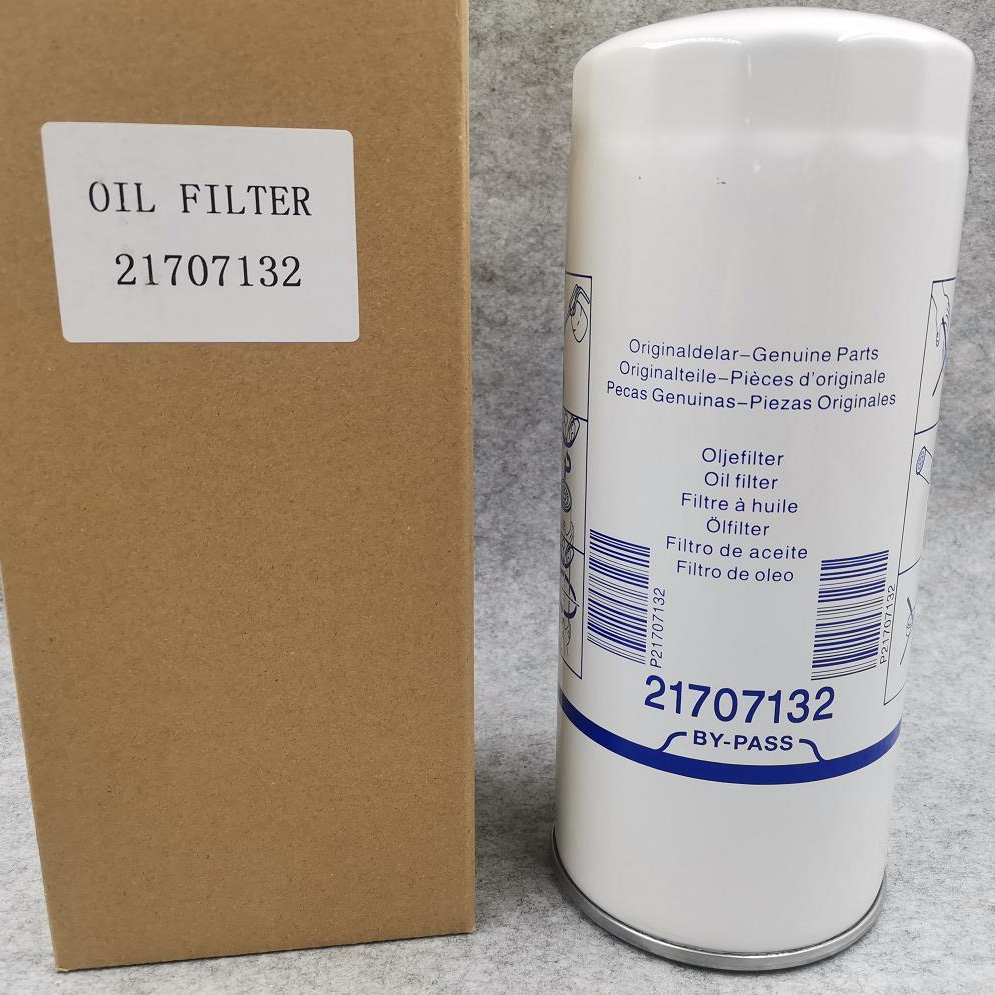 OIL FILTER
21707132
Originaldelar–Genuine Parts
Originalteile–Pièces d'originale
Pecas Genuinas–Piezas Originales
Oljefilter
Oil filter
Filtre à huile
Ölfilter
Filtro de aceite
Filtro de oleo
P21707132
P21707132
21707132
BY-PASS